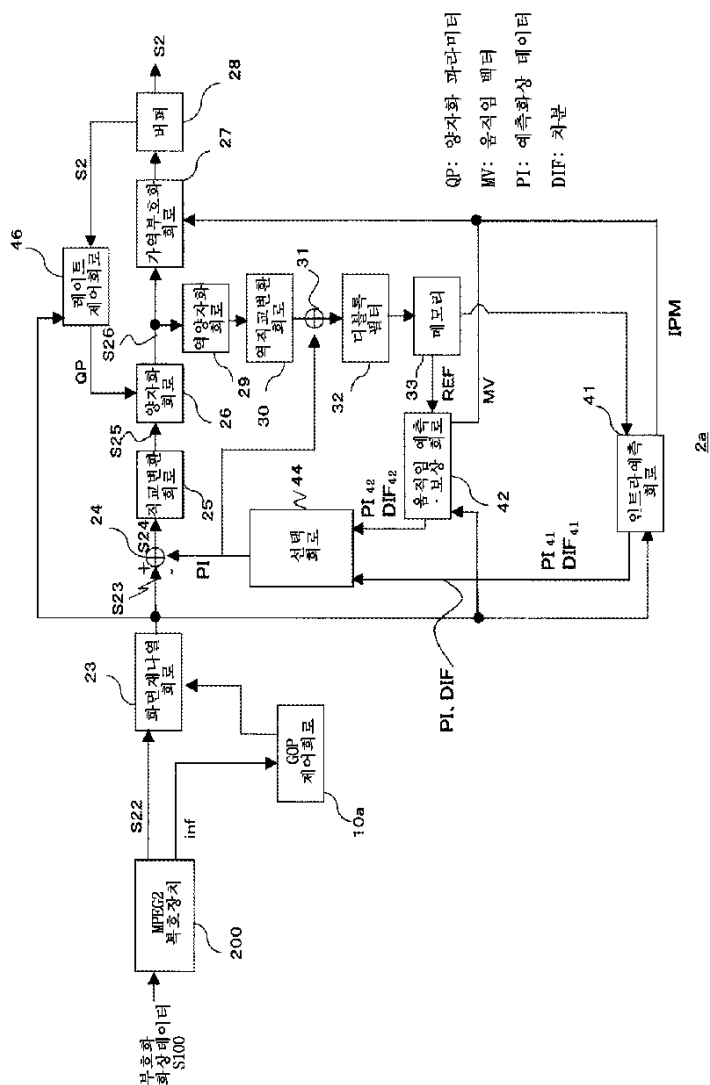 부호화
화상데이터
S100
MPEG2
복호장치
200
S22
inf
GOP
제어회로
10a
화면재나열
회로
23
S23
+
-
24
S24
직교변환
회로
25
S25
양자화
회로
26
QP
S26
레이트
제어회로
46
S2
가역부호화
회로
27
버퍼
28
S2
역양자화
회로
29
역직교변환
회로
30
31
디블록
필터
32
메모리
33
REF
MV
움직임 예측
·보상 회로
42
PI 42
DIF 42
선택
회로
44
PI
PI 41
DIF 41
PI、DIF
인트라예측
회로
41
IPM
QP: 양자화 파라미터
MV: 움직임 벡터
PI: 예측화상 데이터
DIF: 차분
2a